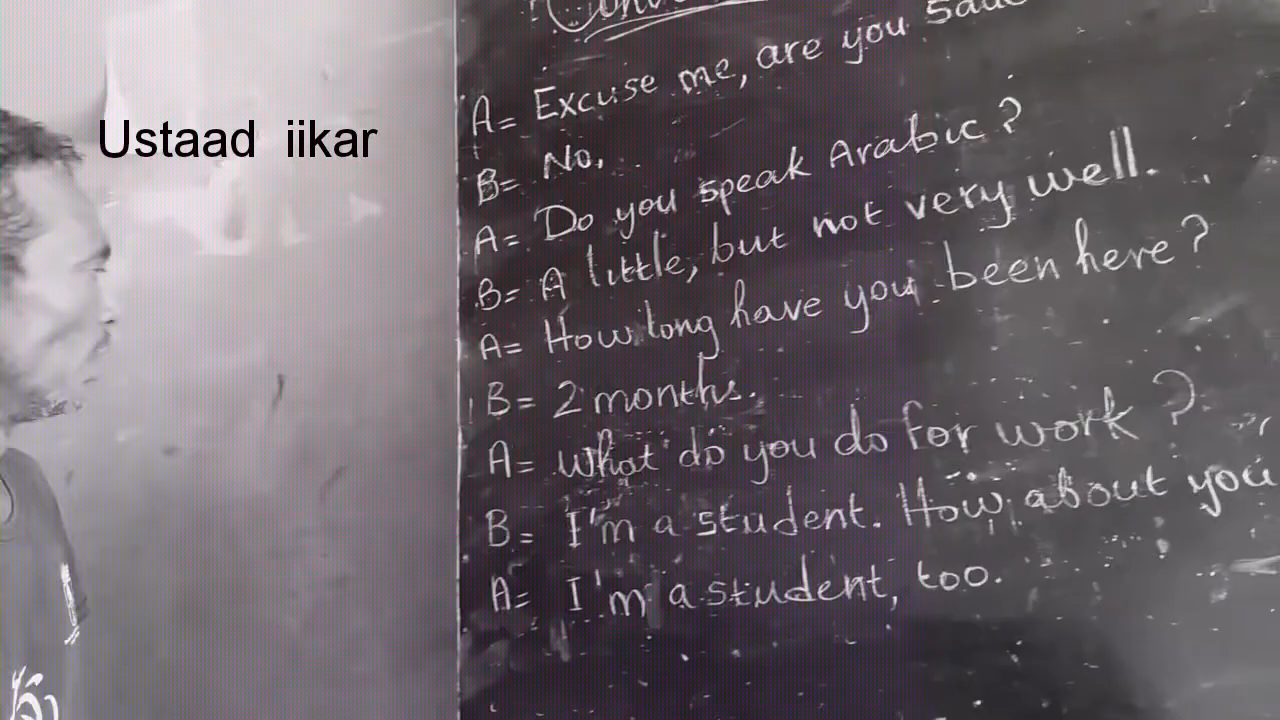 A= Excuse me, are you
B= No.
A= Do you speak Arabic ?
B= A little, but not very well.
A= How long have you been here ?
B= 2 months.
A= What do you do for work ?
B= I'm a student. How about you
A= I'm a student, too.
Ustaad iikar